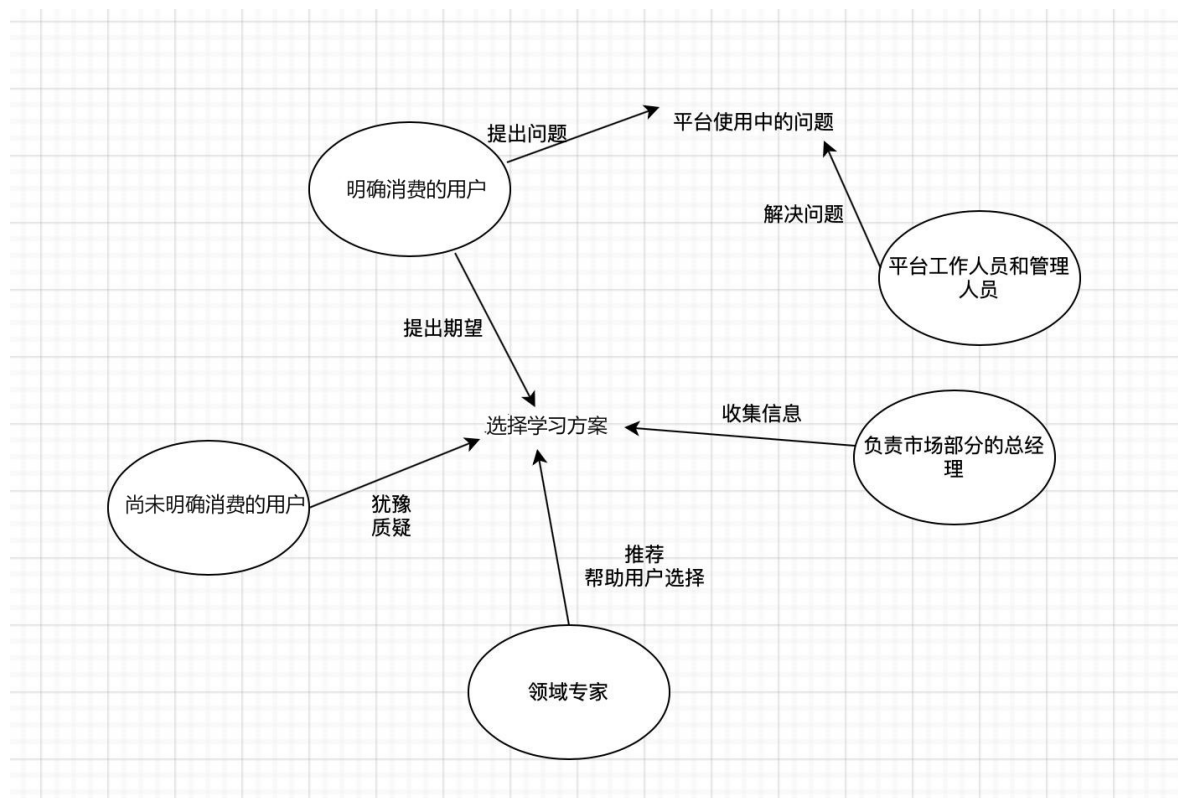 提出问题
平台使用中的问题
明确消费的用户
解决问题
平台工作人员和管理
人员
提出期望
收集信息
选择学习方案
负责市场部分的总经
理
尚未明确消费的用户
犹豫
质疑
推荐
帮助用户选择
领域专家